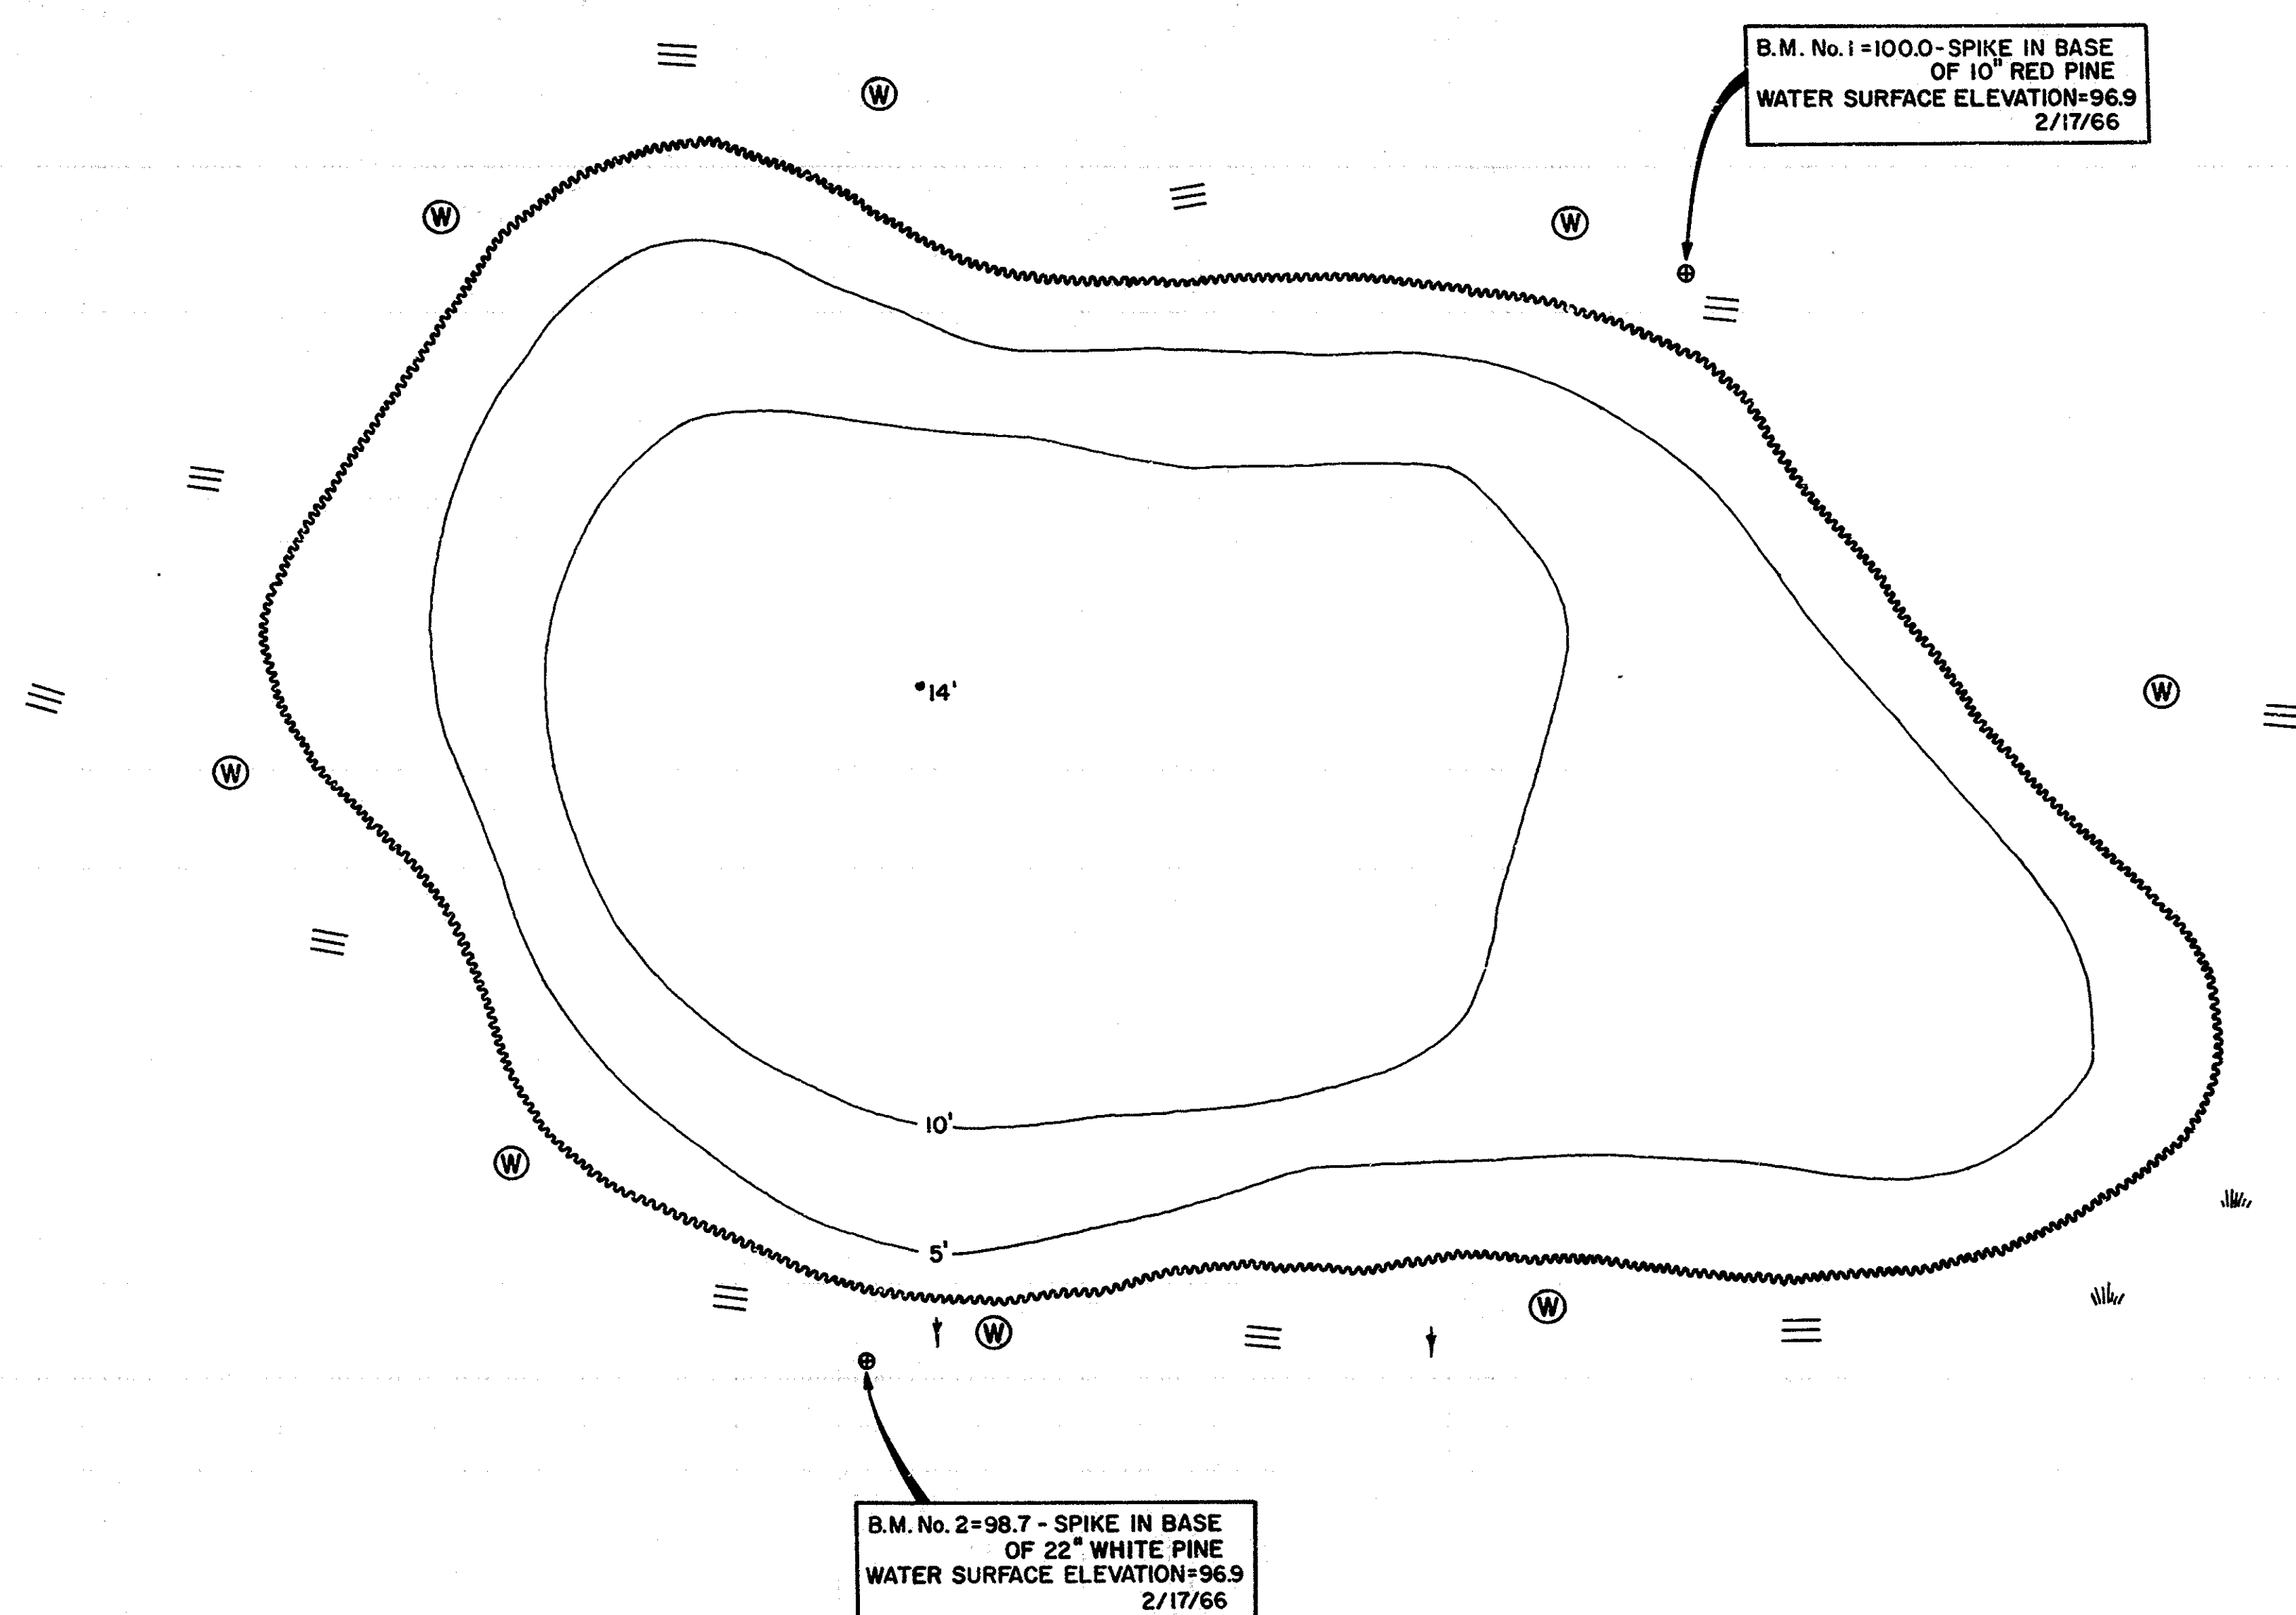 B.M. No. 1 = 100.0 - SPIKE IN BASE
OF 10" RED PINE
WATER SURFACE ELEVATION=96.9
2/17/66
W
W
W
14'
W
W
10'
W
5'
W
W
B.M. No. 2 = 98.7 - SPIKE IN BASE
OF 22" WHITE PINE
WATER SURFACE ELEVATION=96.9
2/17/66